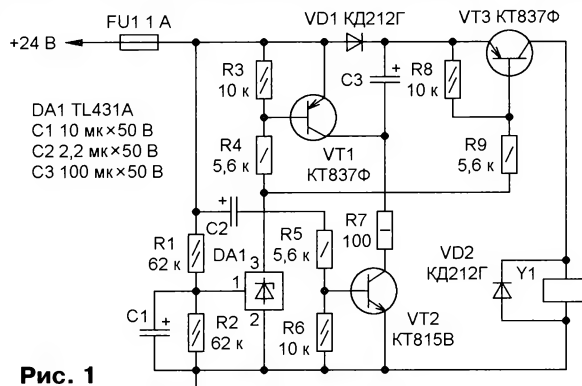 FU1 1 А
+24 В
VD1 КД212Г
VT3 КТ837Ф
DA1 TL431A
C1 10 мк×50 В
C2 2,2 мк×50 В
C3 100 мк×50 В
R3
10 к
C3
+
R8
10 к
R4
5,6 к
VT1
КТ837Ф
R9
5,6 к
+
C2
R1
62 к
DA1
3
1
2
R5
5,6 к
R7
100
VD2
КД212Г
Y1
C1
+
R2
62 к
R6
10 к
VT2
КТ815В
Рис. 1